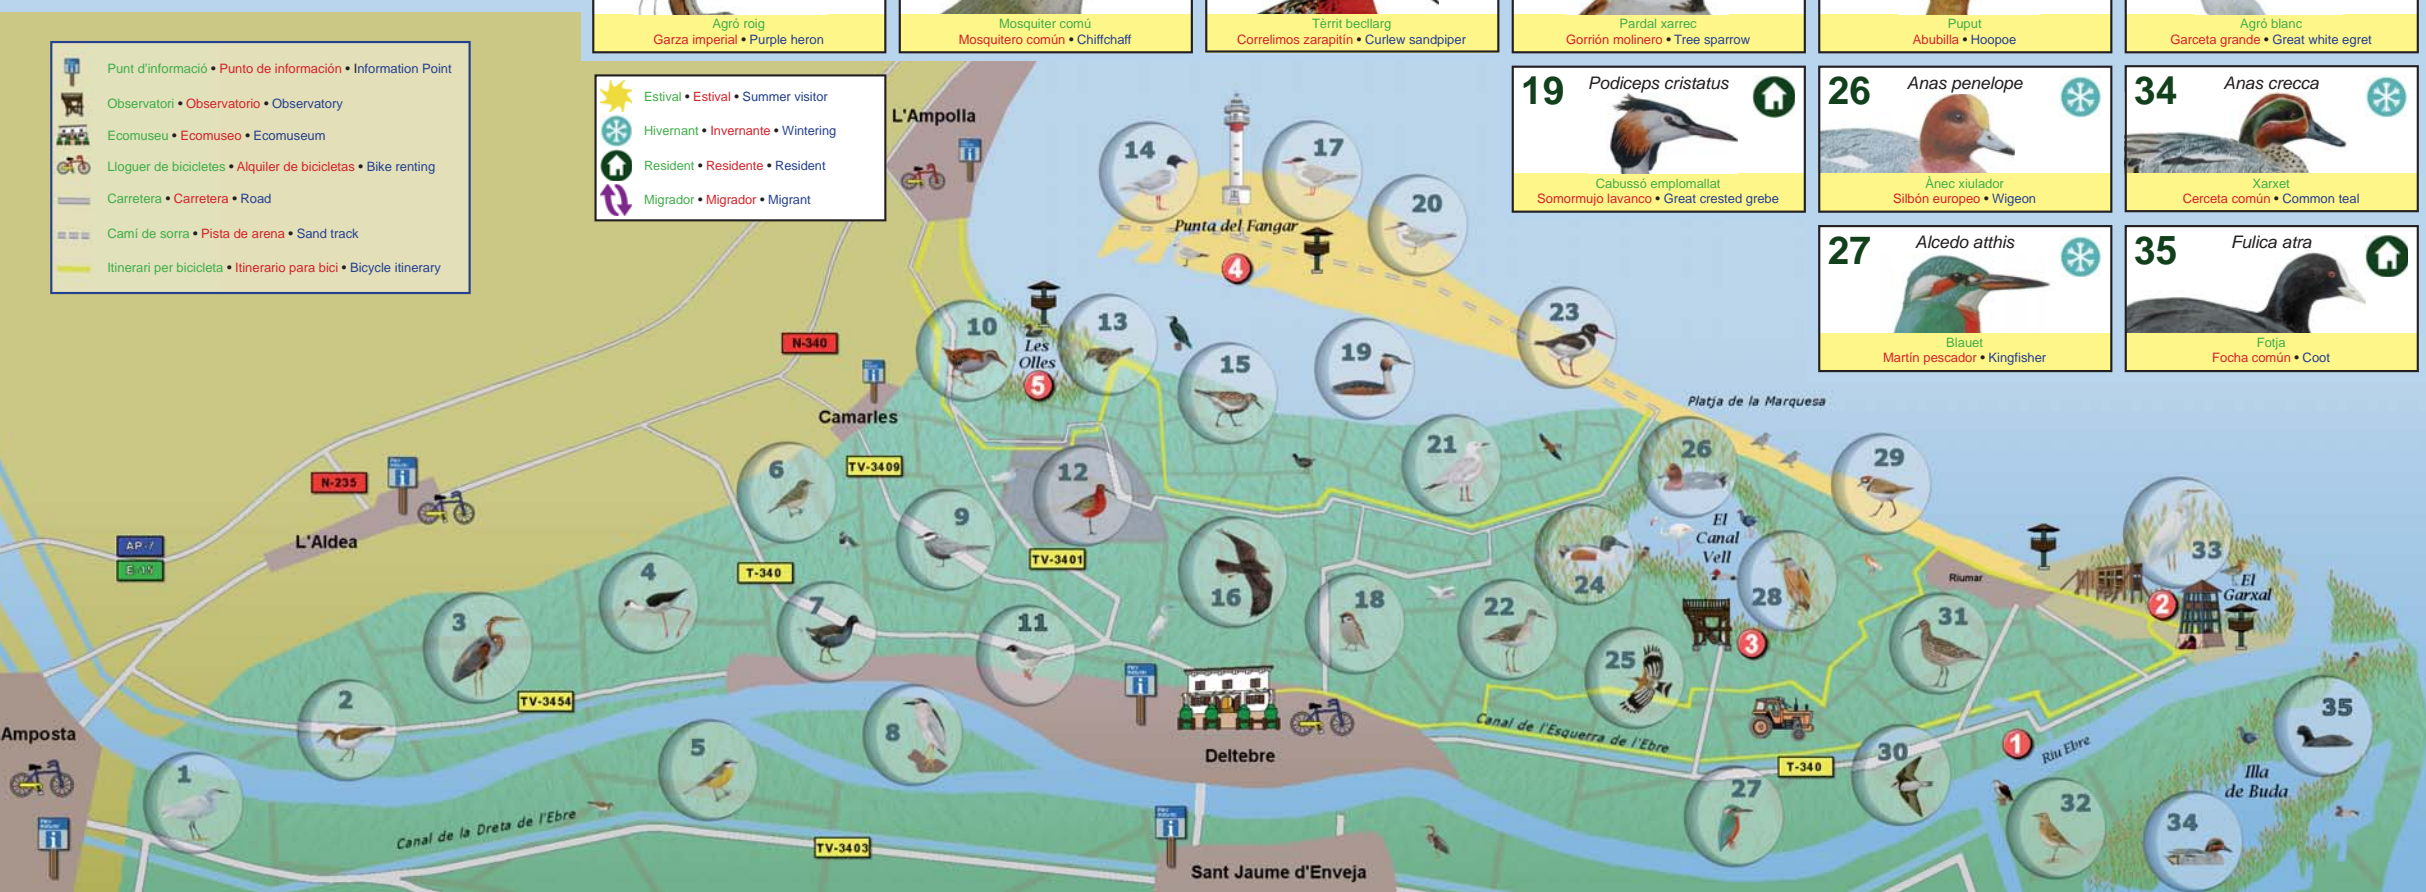 Agró roig
Garza imperial • Purple heron
Mosquiter comú
Mosquitero común • Chiffchaff
Tèrrit becllarg
Correlimos zarapitín • Curlew sandpiper
Pardal xarrec
Gorrión molinero • Tree sparrow
Puput
Abubilla • Hoopoe
Agró blanc
Garceta grande • Great white egret
Punt d'informació • Punto de información • Information Point
Observatori • Observatorio • Observatory
Ecomuseu • Ecomuseo • Ecomuseum
Lloguer de bicicletes • Alquiler de bicicletas • Bike renting
Carretera • Carretera • Road
Camí de sorra • Pista de arena • Sand track
Itinerari per bicicleta • Itinerario para bici • Bicycle itinerary
Estival • Estival • Summer visitor
Hivernant • Invernante • Wintering
Resident • Residente • Resident
Migrador • Migrador • Migrant
19 Podiceps cristatus
Cabussó emplomallat
Somormujo lavanco • Great crested grebe
26 Anas penelope
Ànec xiulador
Silbón europeo • Wigeon
34 Anas crecca
Xarxet
Cerceta común • Common teal
27 Alcedo atthis
Blauet
Martín pescador • Kingfisher
35 Fulica atra
Fotja
Focha común • Coot
L'Ampolla
14
17
20
Punta del Fangar
4
10
Les
Olles
5
13
15
19
23
N-340
Camarles
Platja de la Marquesa
6
TV-3409
12
21
26
29
N-235
L'Aldea
9
El
Canal
Vell
AP-7
E-15
T-340
TV-3401
4
7
16
18
22
24
28
33
Riumar
El
Garxal
2
3
11
25
3
31
2
TV-3454
8
5
Amposta
1
Deltebre
Canal de l'Esquerra de l'Ebre
T-340
30
1
Riu Ebre
35
Illa
de Buda
27
32
34
Canal de la Dreta de l'Ebre
TV-3403
Sant Jaume d'Enveja